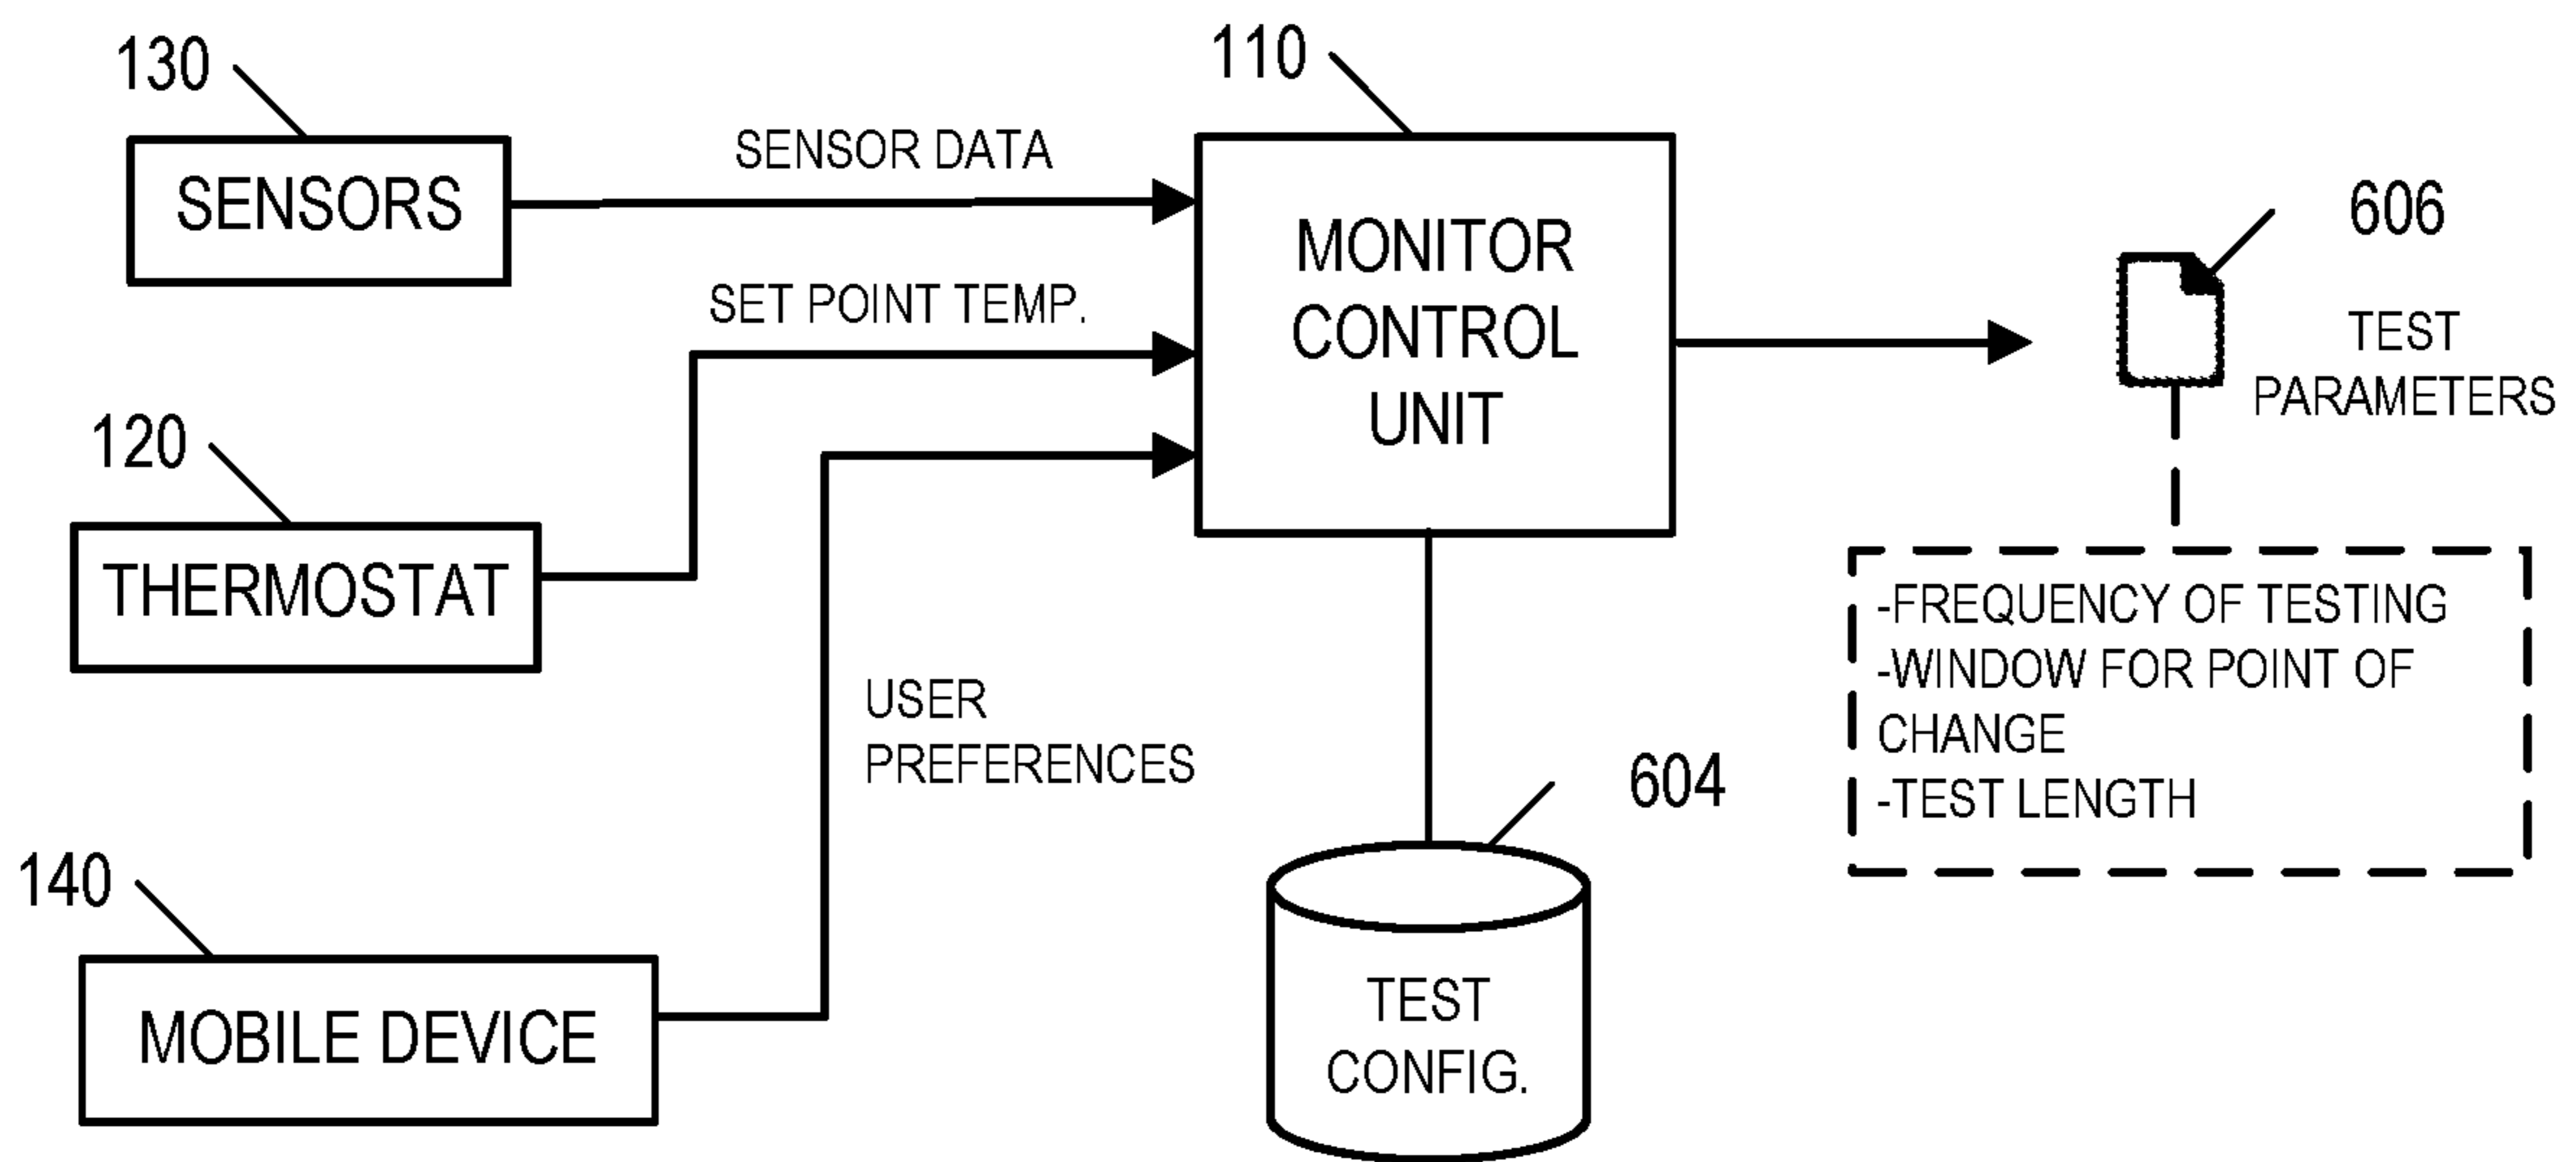 130
SENSORS
SENSOR DATA
110
MONITOR
CONTROL
UNIT
606
TEST
PARAMETERS
SET POINT TEMP.
120
THERMOSTAT
USER
PREFERENCES
-FREQUENCY OF TESTING
-WINDOW FOR POINT OF
CHANGE
-TEST LENGTH
604
TEST
CONFIG.
140
MOBILE DEVICE